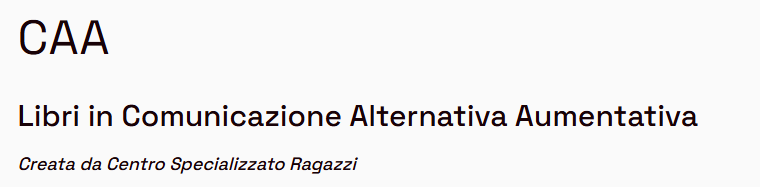 CAA
Libri in Comunicazione Alternativa Aumentativa
Creata da Centro Specializzato Ragazzi